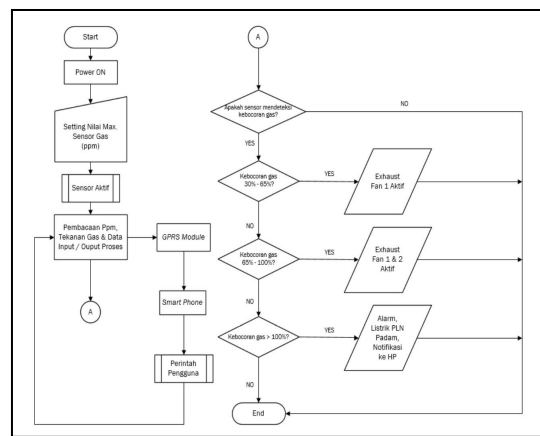 Start
Power ON
Setting Nilai Max.
Sensor Gas
(ppm)
Sensor Aktif
Pembacaan Ppm,
Tekanan Gas & Data
Input / Ouput Proses
A
GPRS Module
Smart Phone
Perintah
Pengguna
A
Apakah sensor mendeteksi
kebocoran gas?
NO
YES
Kebocoran gas
30% - 65%?
YES
Exhaust
Fan 1 Aktif
NO
Kebocoran gas
65% - 100%?
YES
Exhaust
Fan 1 & 2
Aktif
NO
Kebocoran gas > 100%?
YES
Alarm,
Listrik PLN
Padam,
Notifikasi
ke HP
NO
End